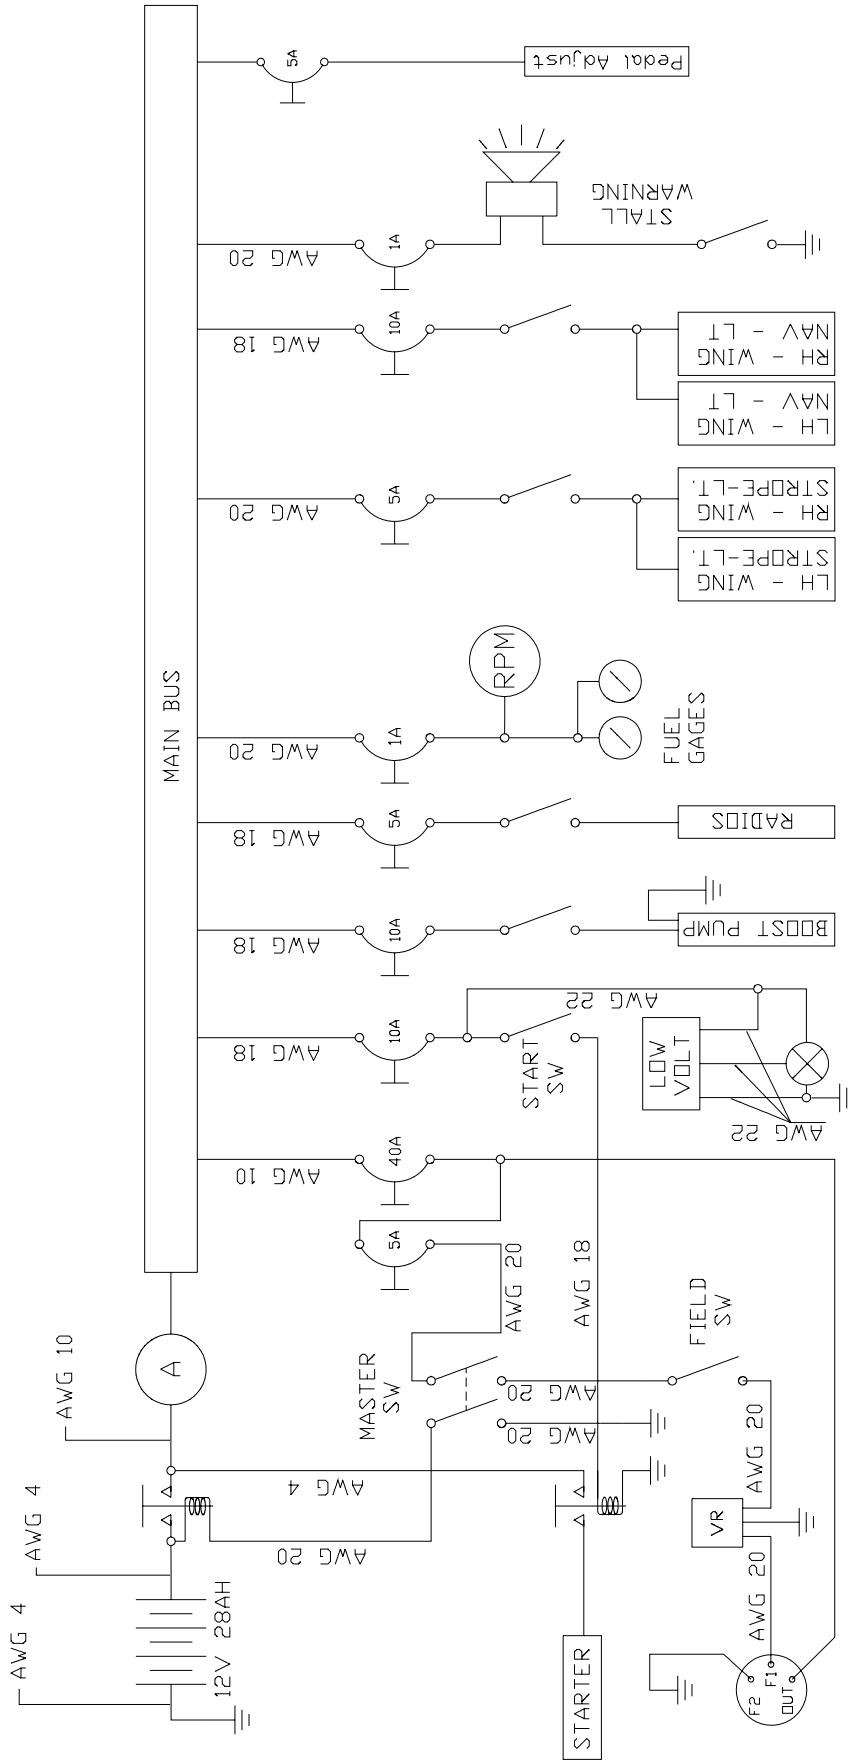 Pedal Adjust
5A
STALL
WARNING
1A
AWG 20
RH - WING
NAV - LT
LH - WING
NAV - LT
10A
AWG 18
RH - WING
STROPE-LT.
LH - WING
STROPE-LT.
5A
AWG 20
MAIN BUS
RPM
FUEL
GAGES
1A
AWG 20
RADIOS
5A
AWG 18
BOOST PUMP
10A
AWG 18
AWG 22
10A
AWG 18
START
SW
LOW
VOLT
AWG 22
40A
AWG 10
5A
AWG 20
AWG 18
FIELD
SW
MASTER
SW
AWG 20
AWG 20
A
AWG 10
AWG 4
AWG 20
AWG 4
AWG 4
12V 28AH
STARTER
AWG 20
VR
AWG 20
F2
F1
OUT